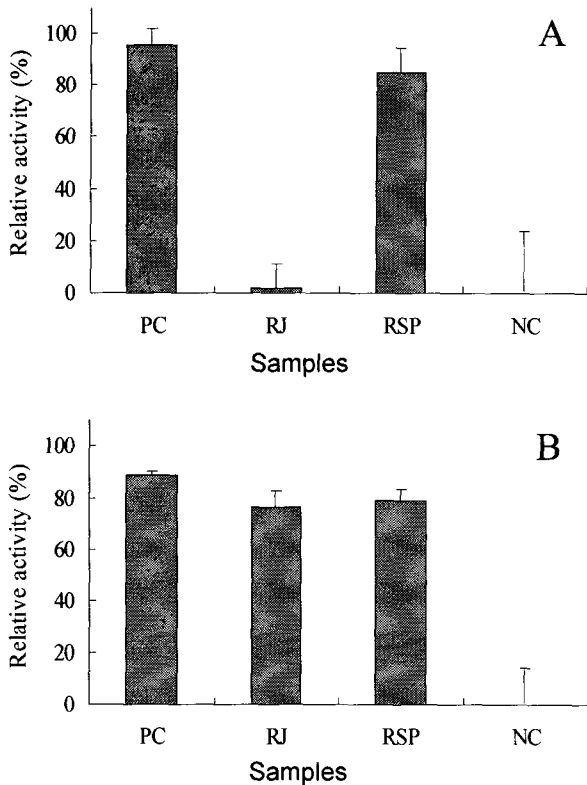 A
Relative activity (%)
100
80
60
40
20
0
PC RJ RSP NC
Samples
B
Relative activity (%)
100
80
60
40
20
0
PC RJ RSP NC
Samples